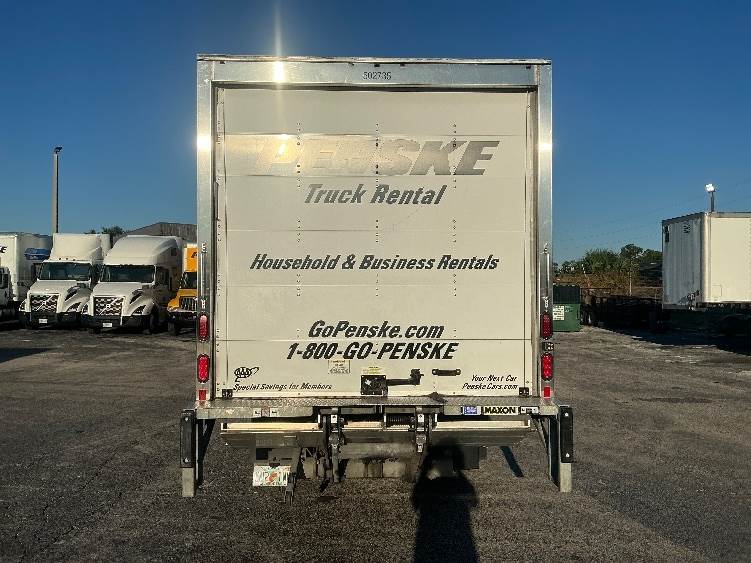 502735
PENSKE
Truck Rental
Household & Business Rentals
GoPenske.com
1-800-GO-PENSKE
AAA
Special Savings for Members
Your Next Car
PenskeCars.com
MAXON